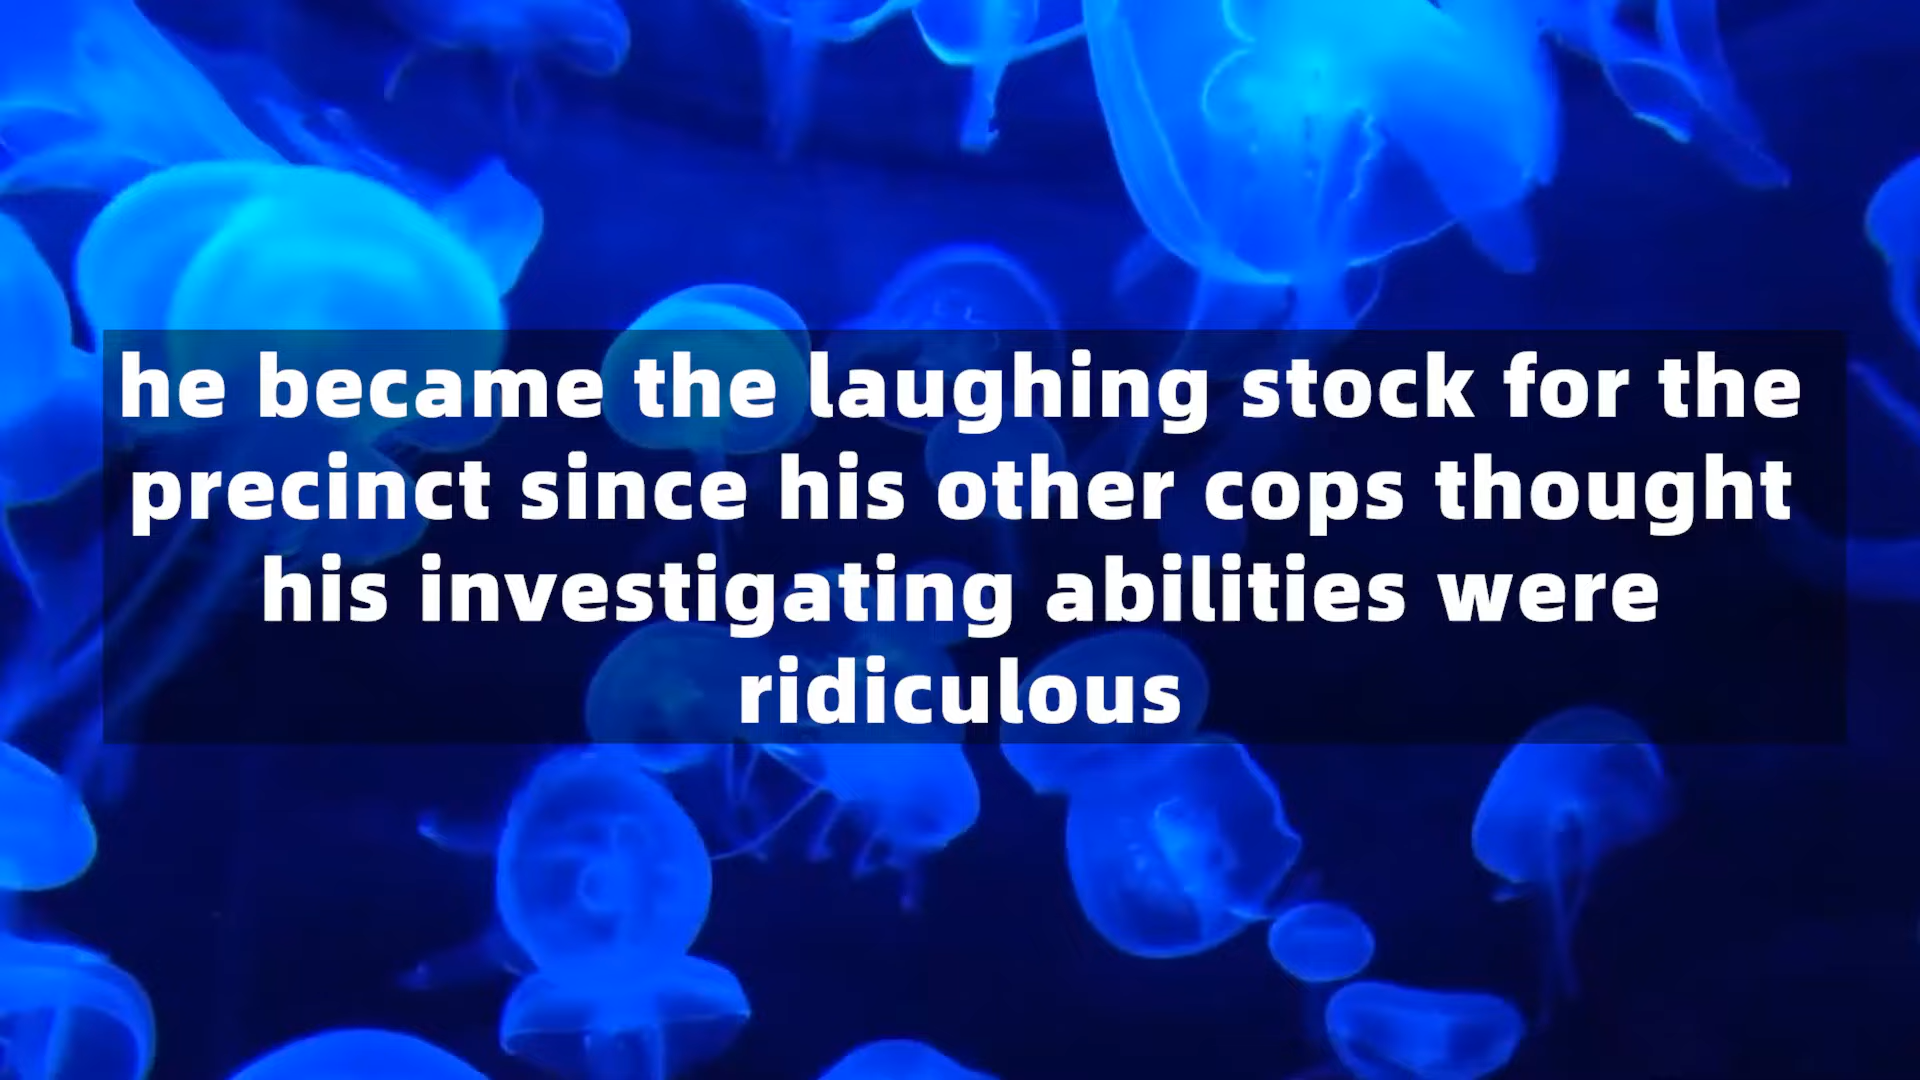 he became the laughing stock for the
precinct since his other cops thought
his investigating abilities were
ridiculous